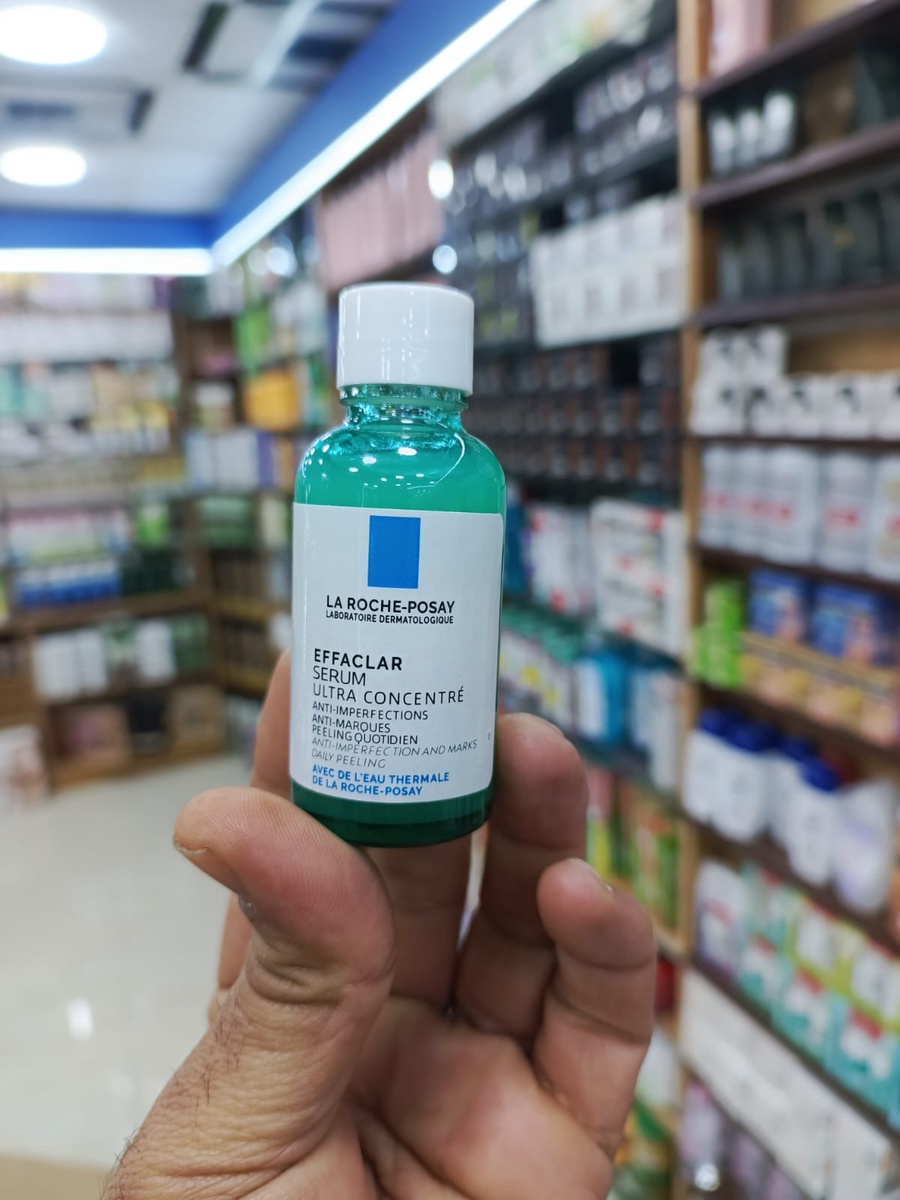 LA ROCHE-POSAY
LABORATOIRE DERMATOLOGIQUE
EFFACLAR
SERUM
ULTRA CONCENTRÉ
ANTI-IMPERFECTIONS
ANTI-MARQUES
PEELING QUOTIDIEN
ANTI-IMPERFECTION AND MARKS
DAILY PEELING
AVEC DE L'EAU THERMALE
DE LA ROCHE-POSAY